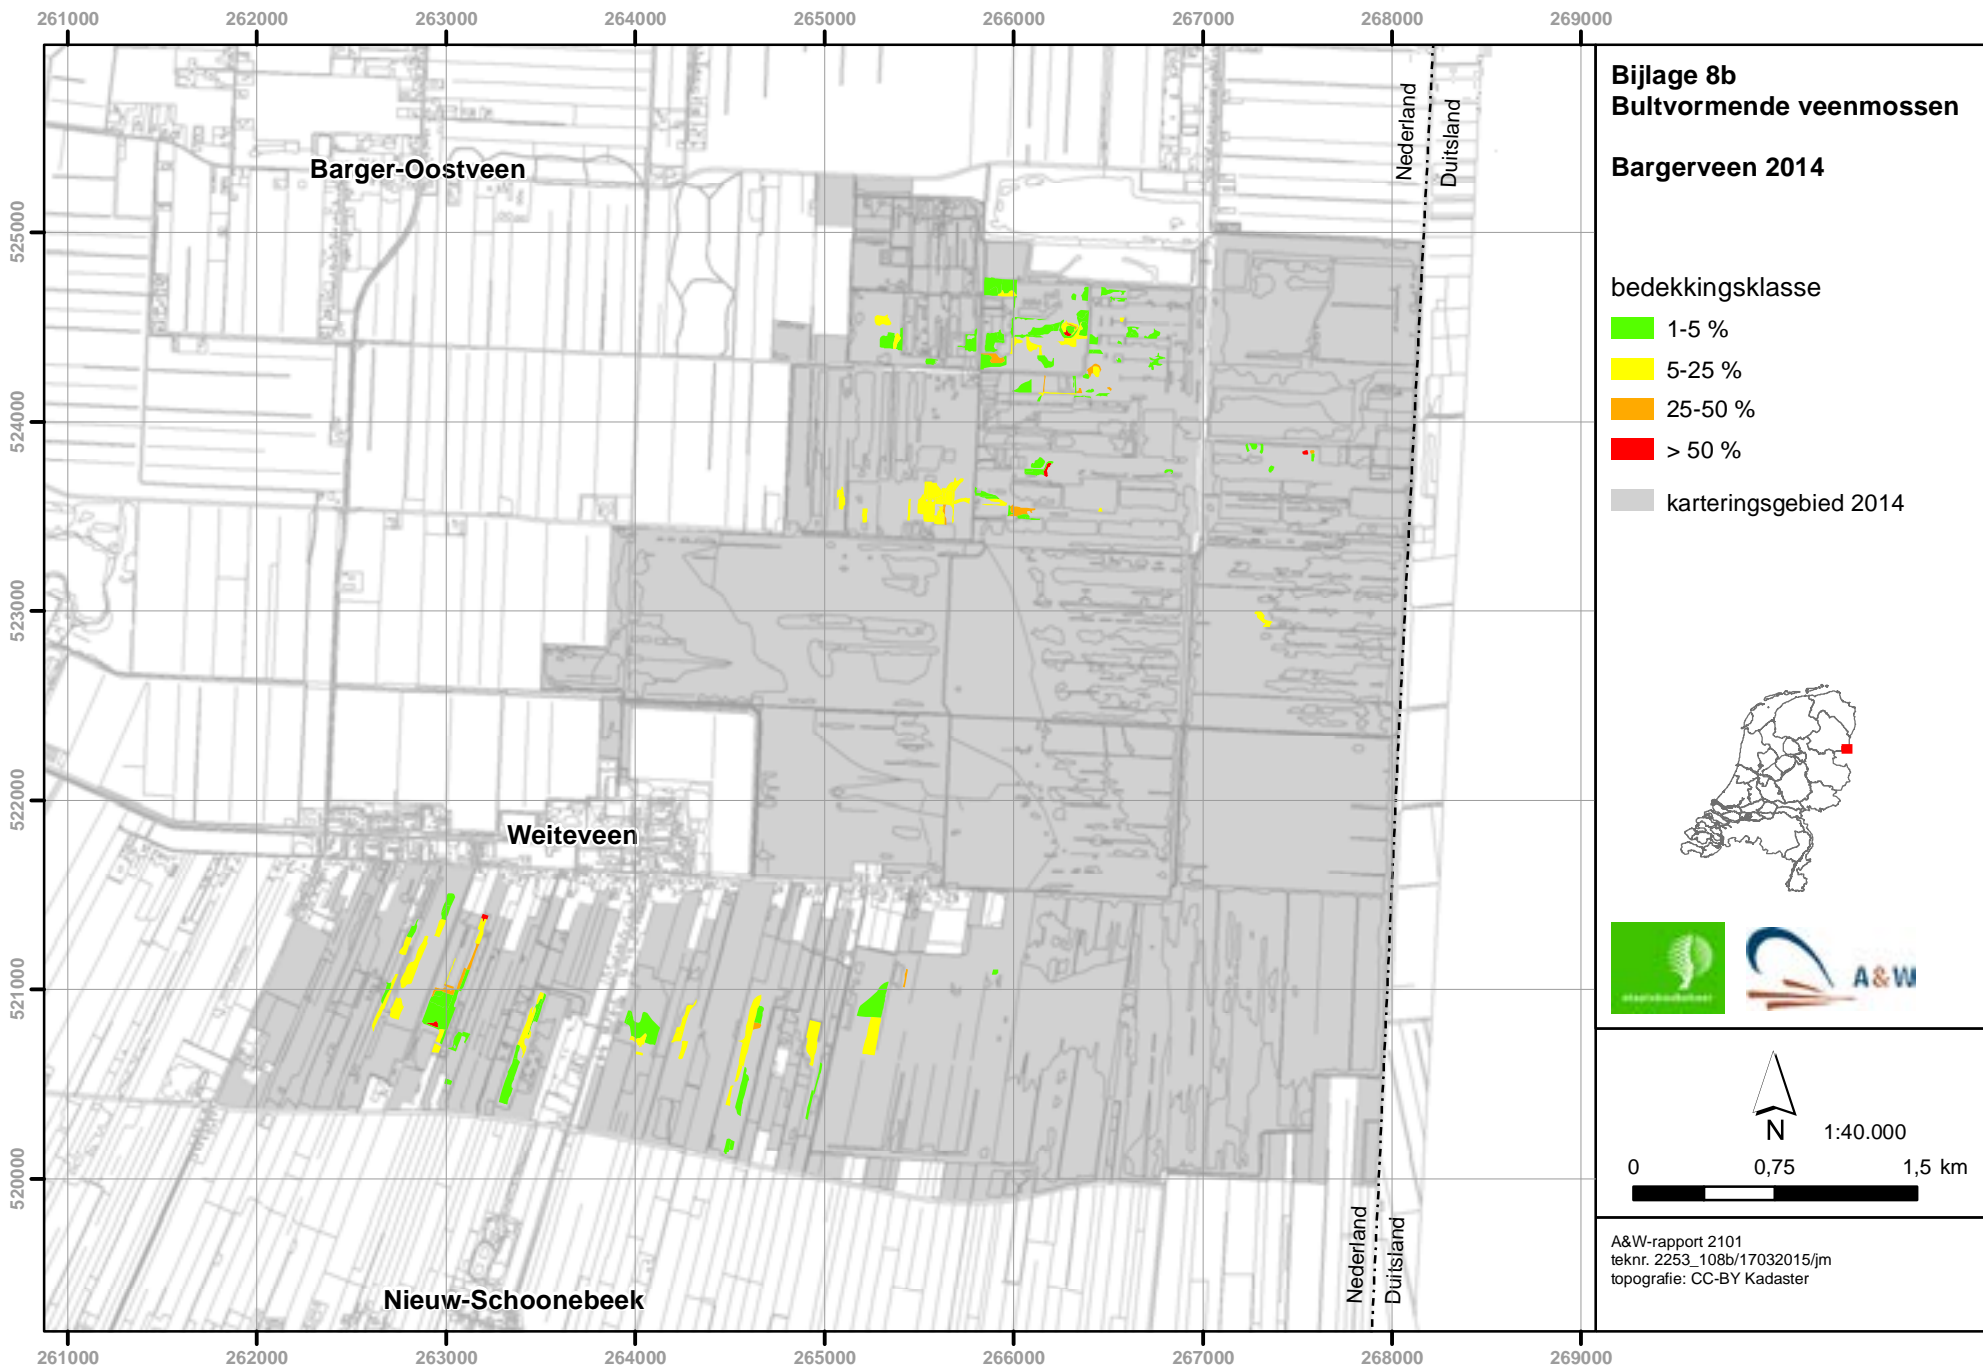 261000 262000 263000 264000 265000 266000 267000 268000 269000
525000
524000
523000
522000
521000
520000
Barger-Oostveen
Weiteveen
Nieuw-Schoonebeek
Nederland
Duitsland
Nederland
Duitsland
261000 262000 263000 264000 265000 266000 267000 268000 269000
Bijlage 8b
Bultvormende veenmossen
Bargerveen 2014
bedekkingsklasse
1-5 %
5-25 %
25-50 %
> 50 %
karteringsgebied 2014
staatsbosbeheer
A&W
N
1:40.000
0 0,75 1,5 km
A&W-rapport 2101
teknr. 2253_108b/17032015/jm
topografie: CC-BY Kadaster